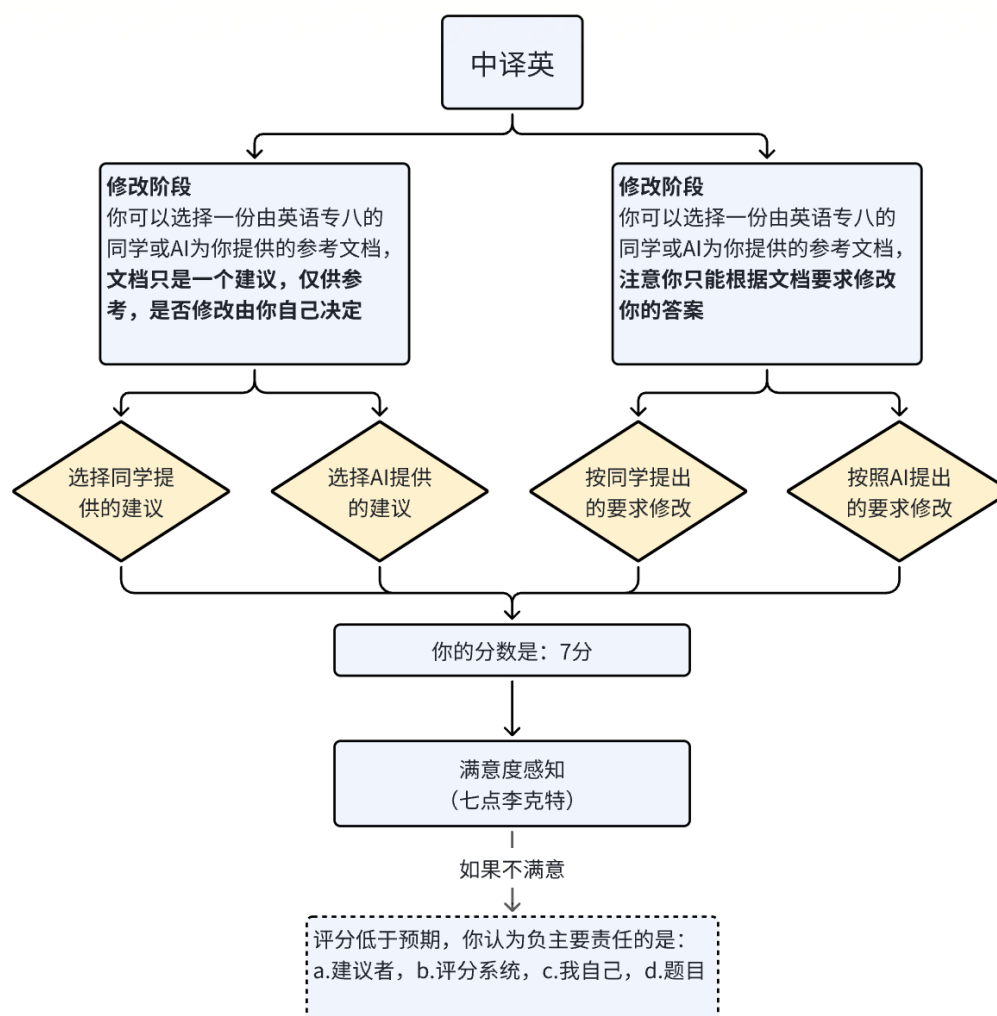 中译英
修改阶段
你可以选择一份由英语专八的
同学或AI为你提供的参考文档，
文档只是一个建议，仅供参
考，是否修改由你自己决定
修改阶段
你可以选择一份由英语专八的
同学或AI为你提供的参考文档，
注意你只能根据文档要求修改
你的答案
选择同学提
供的建议
选择AI提供
的建议
按同学提出
的要求修改
按照AI提出
的要求修改
你的分数是：7分
满意度感知
（七点李克特）
如果不满意
评分低于预期，你认为负主要责任的是：
a.建议者，b.评分系统，c.我自己，d.题目